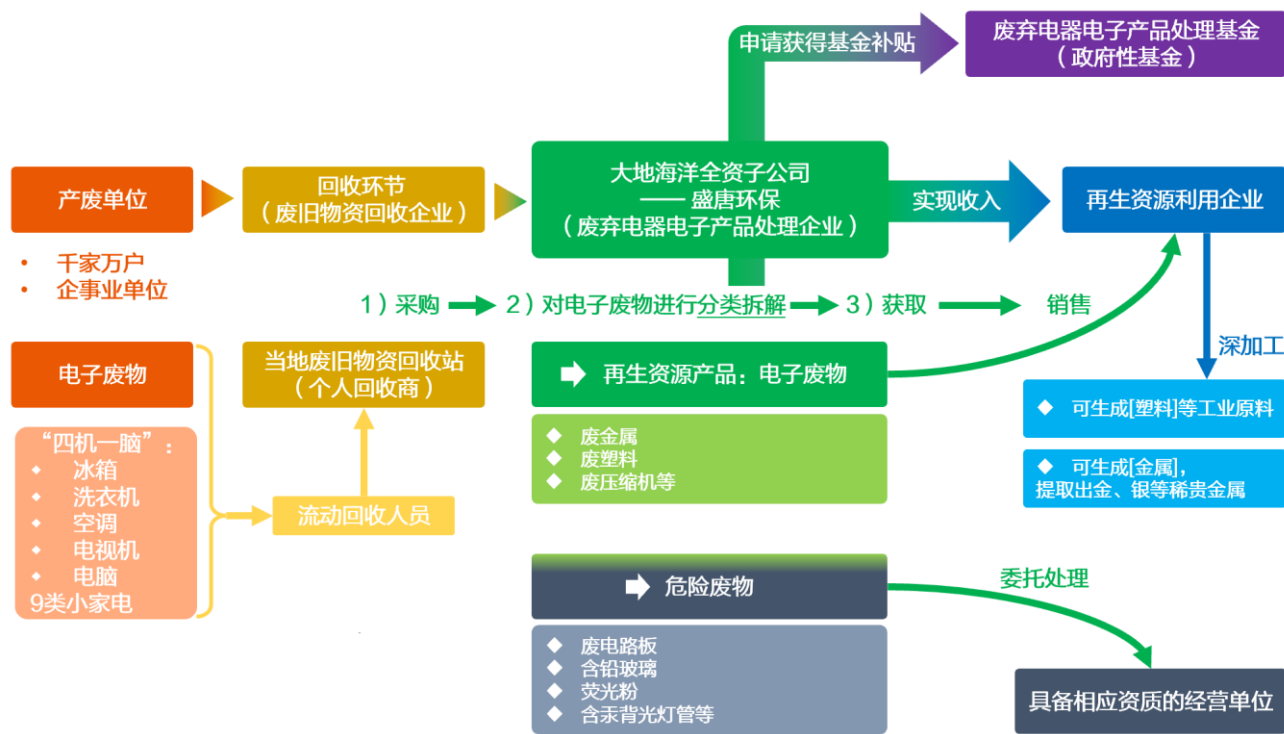 申请获得基金补贴
废弃电器电子产品处理基金
（政府性基金）
产废单位
回收环节
（废旧物资回收企业）
大地海洋全资子公司
—— 盛唐环保
（废弃电器电子产品处理企业）
实现收入
再生资源利用企业
• 千家万户
• 企事业单位
1）采购
2）对电子废物进行分类拆解
3）获取
销售
电子废物
当地废旧物资回收站
（个人回收商）
再生资源产品：电子废物
深加工
“四机一脑”：
冰箱
洗衣机
空调
电视机
电脑
9类小家电
流动回收人员
废金属
废塑料
废压缩机等
可生成[塑料]等工业原料
可生成[金属]，
提取出金、银等稀贵金属
危险废物
委托处理
废电路板
含铅玻璃
荧光粉
含汞背光灯管等
具备相应资质的经营单位